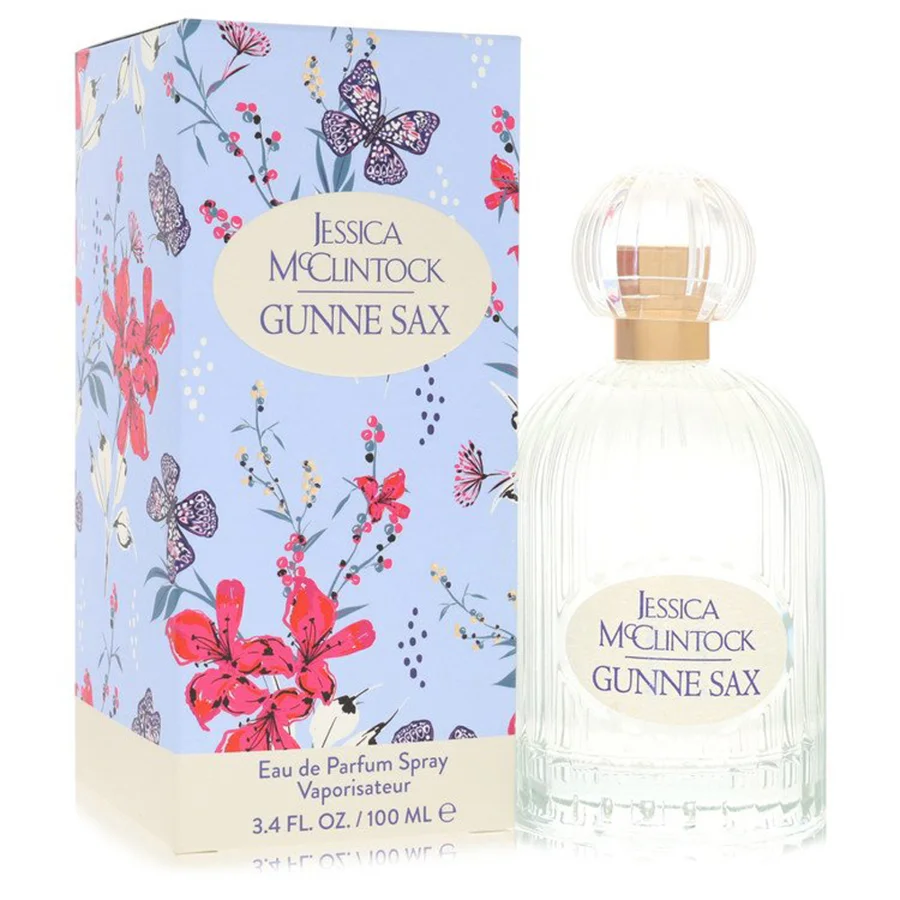 JESSICA
McCLINTOCK
GUNNE SAX
Eau de Parfum Spray
Vaporisateur
3.4 FL. OZ. / 100 ML ℮
JESSICA
McCLINTOCK
GUNNE SAX